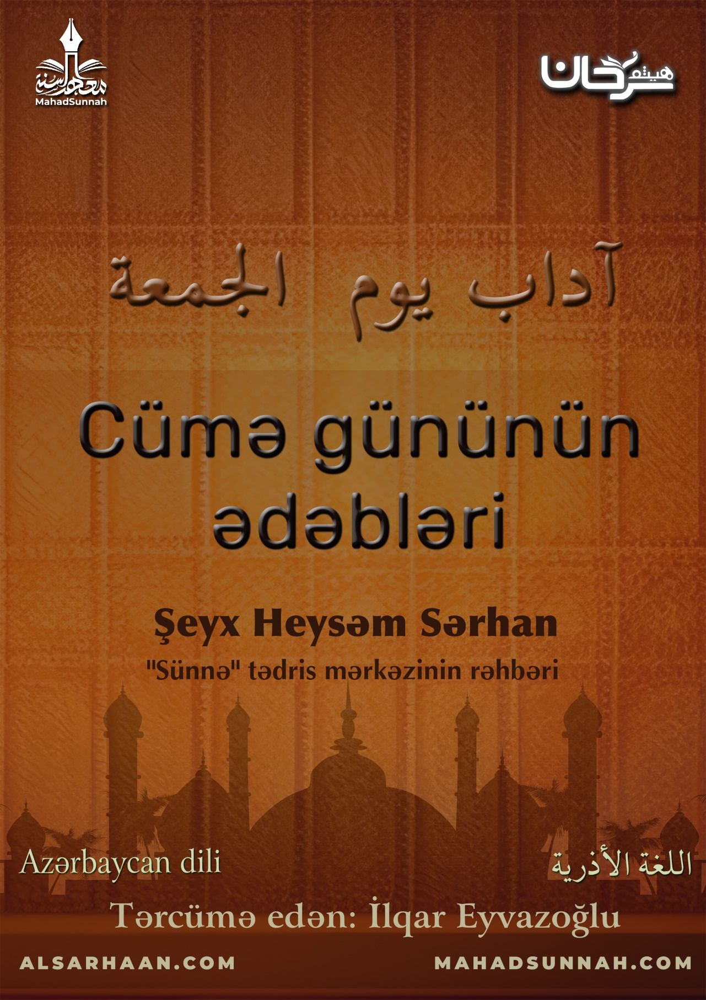 معهد السنة
MahadSunnah
هيثم
سرحان
آداب يوم الجمعة
Cümə gününün
ədəbləri
Şeyx Heysəm Sərhan
"Sünnə" tədris mərkəzinin rəhbəri
Azərbaycan dili
اللغة الأذرية
Tərcümə edən: İlqar Eyvazoğlu
ALSARHAAN.COM
MAHADSUNNAH.COM